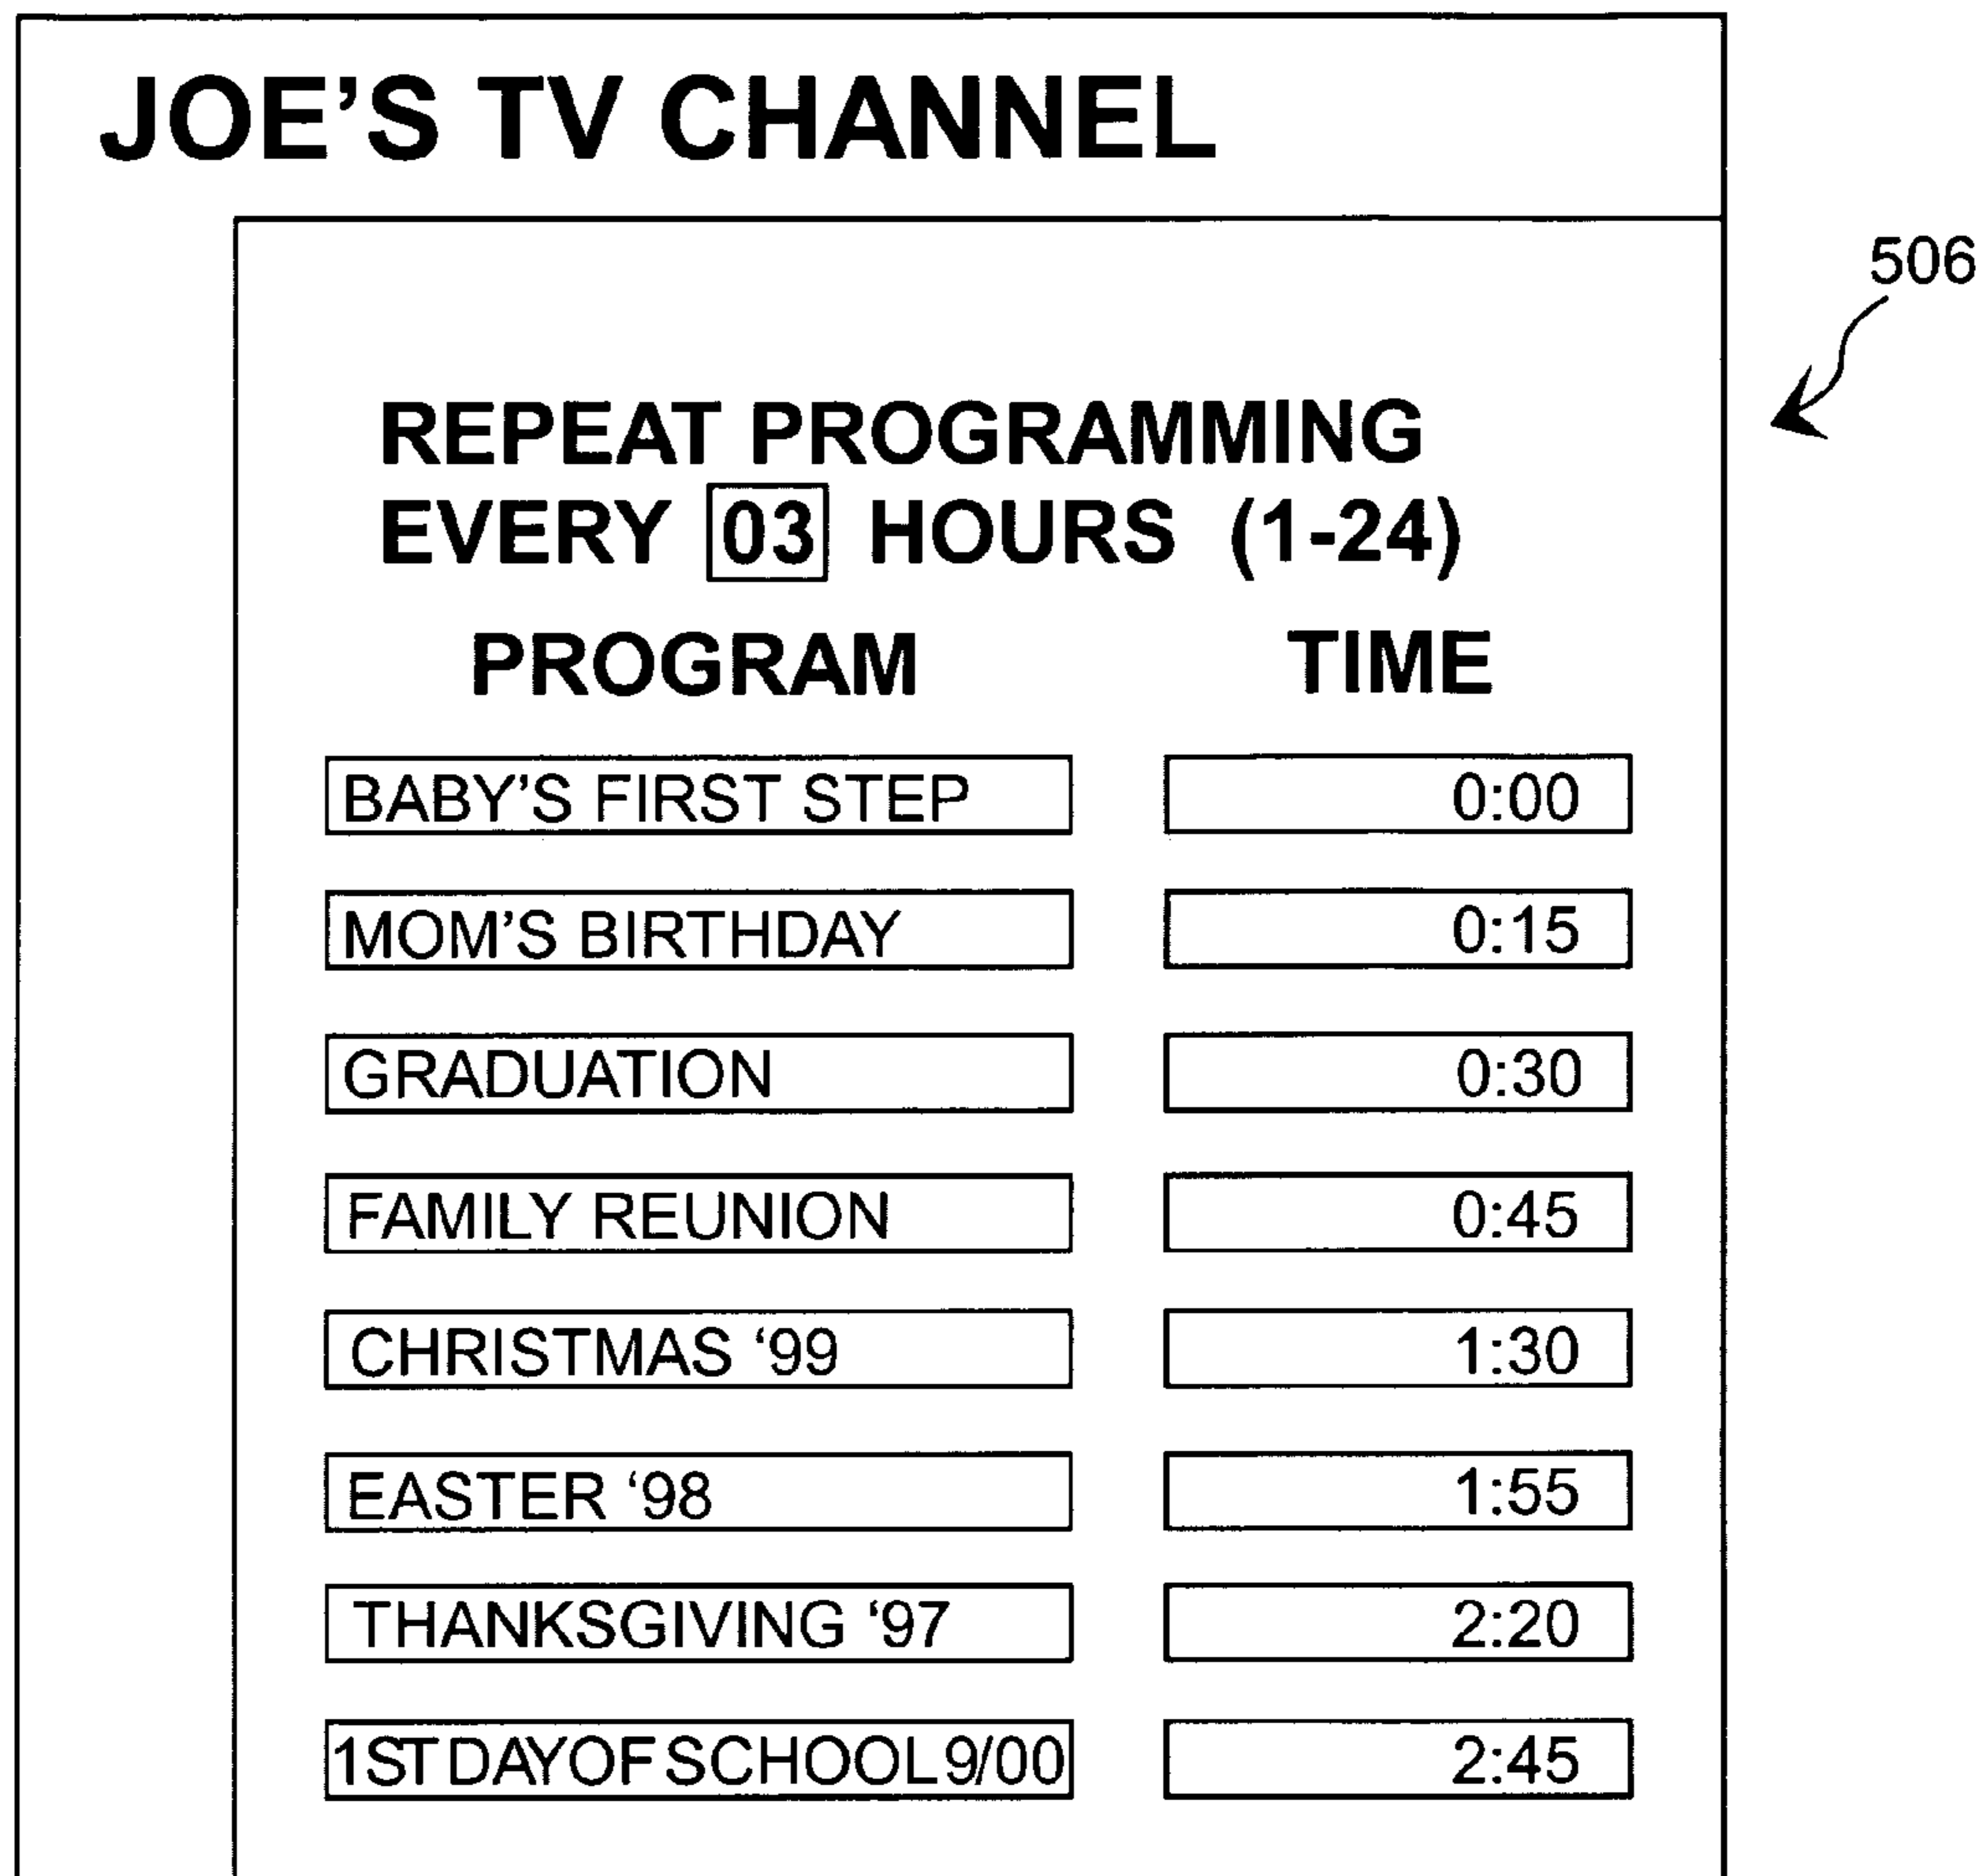 JOE’S TV CHANNEL
506
REPEAT PROGRAMMING
EVERY 03 HOURS (1-24)
PROGRAM TIME
BABY’S FIRST STEP 0:00
MOM’S BIRTHDAY 0:15
GRADUATION 0:30
FAMILY REUNION 0:45
CHRISTMAS ‘99 1:30
EASTER ‘98 1:55
THANKSGIVING ‘97 2:20
1ST DAY OF SCHOOL 9/00 2:45